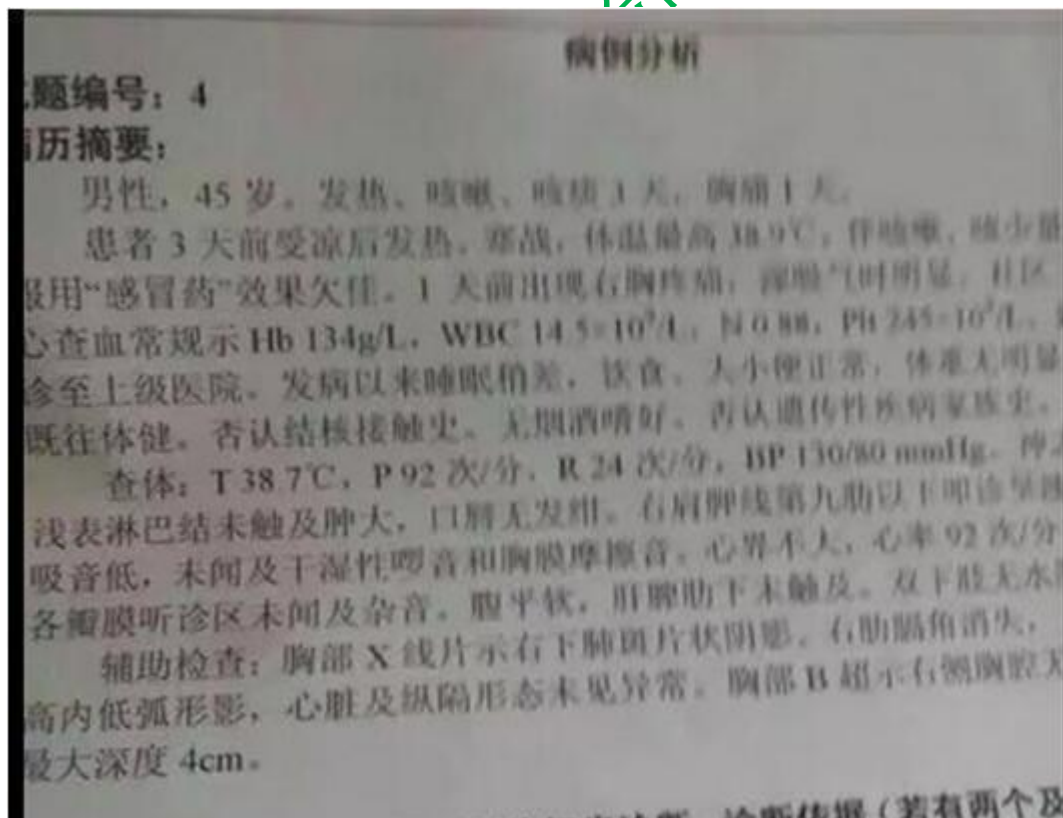 病例分析
题编号：4
历摘要：
男性，45岁。发热、咳嗽、咳痰3天，胸痛1天。
患者3天前受凉后发热、寒战，体温最高38.9℃，伴咳嗽、咳少量
服用“感冒药”效果欠佳。1天前出现右胸疼痛，深吸气时明显，社区
心查血常规示Hb 134g/L，WBC 14.5×10⁹/L，N 0.88，Plt 245×10⁹/L，
诊至上级医院。发病以来睡眠稍差，饮食、大小便正常，体重无明显
既往体健。否认结核接触史。无烟酒嗜好。否认遗传性疾病家族史。
查体：T 38.7℃，P 92次/分，R 24次/分，BP 130/80 mmHg。神
浅表淋巴结未触及肿大，口唇无发绀。右肩胛线第九肋以下叩诊呈
吸音低，未闻及干湿性啰音和胸膜摩擦音。心界不大，心率92次/分
各瓣膜听诊区未闻及杂音。腹平软，肝脾肋下未触及。双下肢无水
辅助检查：胸部X线片示右下肺斑片状阴影、右肋膈角消失，
高内低弧形影，心脏及纵隔形态未见异常。胸部B超示右侧胸腔
最大深度4cm。
诊断依据（若有两个及